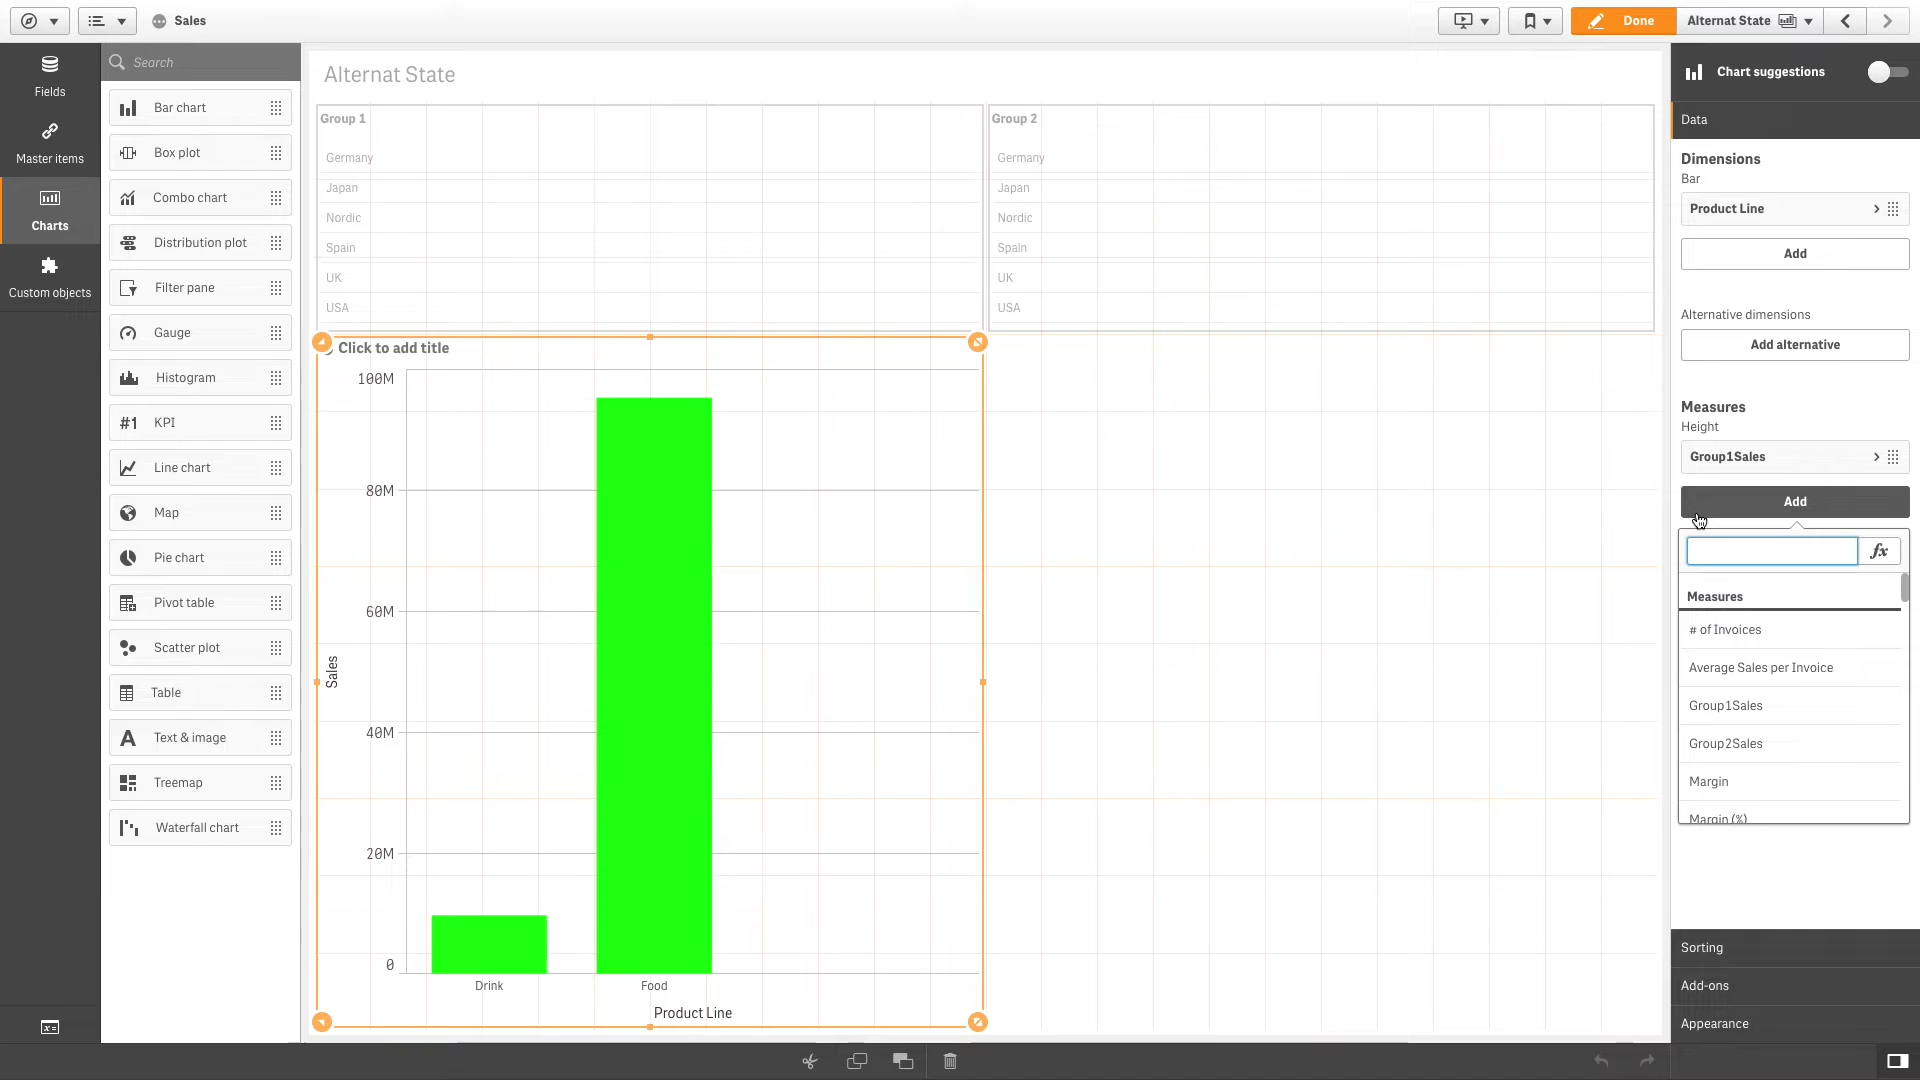 Sales
Done
Alternat State
Fields
Master items
Charts
Custom objects
Search
Bar chart
Box plot
Combo chart
Distribution plot
Filter pane
Gauge
Histogram
#1 KPI
Line chart
Map
Pie chart
Pivot table
Scatter plot
Table
A Text & image
Treemap
Waterfall chart
Alternat State
Group 1
Germany
Japan
Nordic
Spain
UK
USA
Group 2
Germany
Japan
Nordic
Spain
UK
USA
Click to add title
100M
80M
60M
40M
20M
0
Sales
Drink
Food
Product Line
Chart suggestions
Data
Dimensions
Bar
Product Line
Add
Alternative dimensions
Add alternative
Measures
Height
Group1Sales
Add
fx
Measures
# of Invoices
Average Sales per Invoice
Group1Sales
Group2Sales
Margin
Margin (%)
Sorting
Add-ons
Appearance